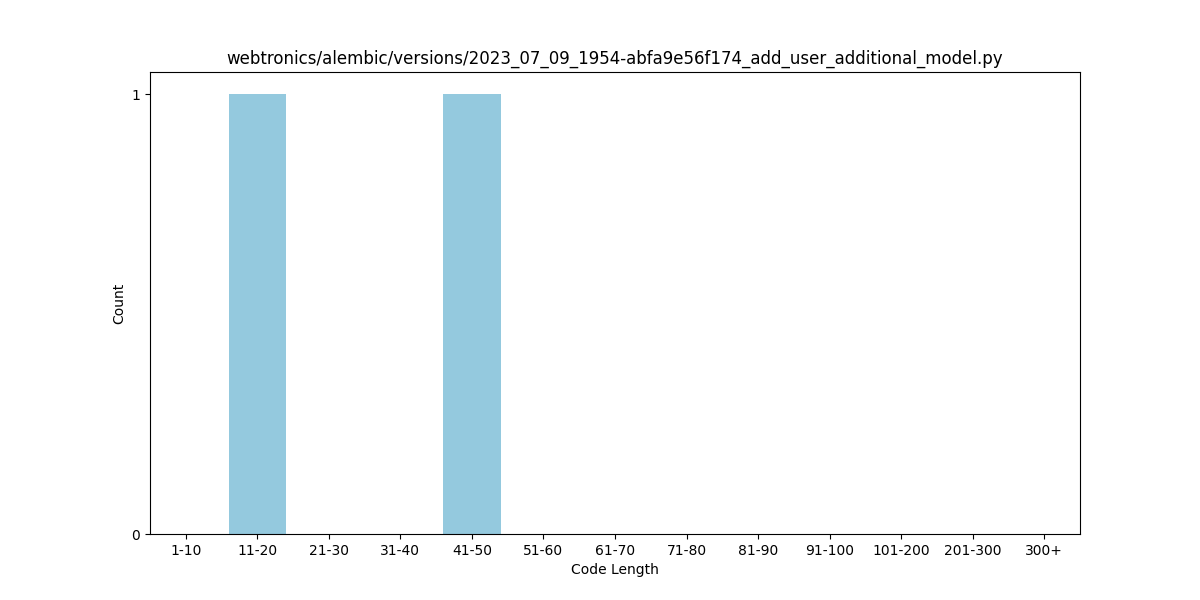 webtronics/alembic/versions/2023_07_09_1954-abfa9e56f174_add_user_additional_model.py
1
Count
0
1-10 11-20 21-30 31-40 41-50 51-60 61-70 71-80 81-90 91-100 101-200 201-300 300+
Code Length